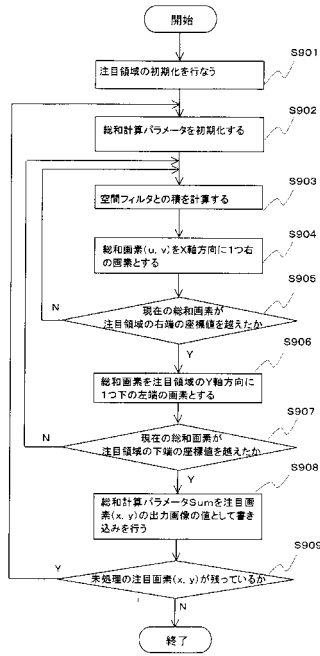 開始
S901
注目領域の初期化を行なう
S902
総和計算パラメータを初期化する
S903
空間フィルタとの積を計算する
S904
総和画素(u, v)をX軸方向に1つ右
の画素とする
S905
現在の総和画素が
注目領域の右端の座標値を越えたか
N
Y
S906
総和画素を注目領域のY軸方向に
1つ下の左端の画素とする
S907
現在の総和画素が
注目領域の下端の座標値を越えたか
N
Y
S908
総和計算パラメータSumを注目画
素(x, y)の出力画像の値として書き
込みを行う
S909
Y
未処理の注目画素(x, y)が残っているか
N
終了